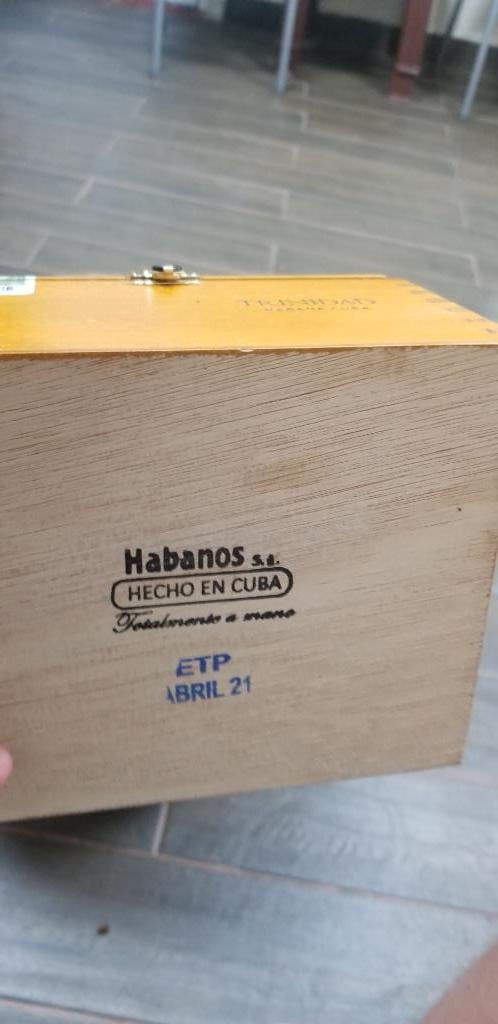 TRINIDAD
HABANA, CUBA
Habanos s.a.
HECHO EN CUBA
Totalmente a mano
ETP
ABRIL 21